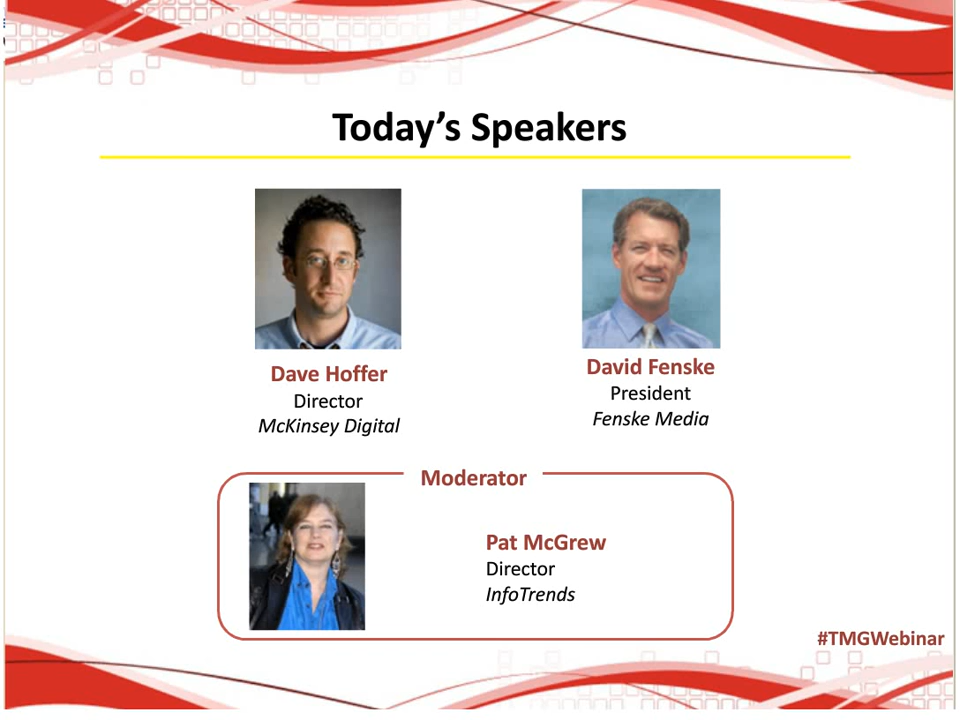 Today's Speakers
Dave Hoffer
Director
McKinsey Digital
David Fenske
President
Fenske Media
Moderator
Pat McGrew
Director
InfoTrends
#TMGWebinar